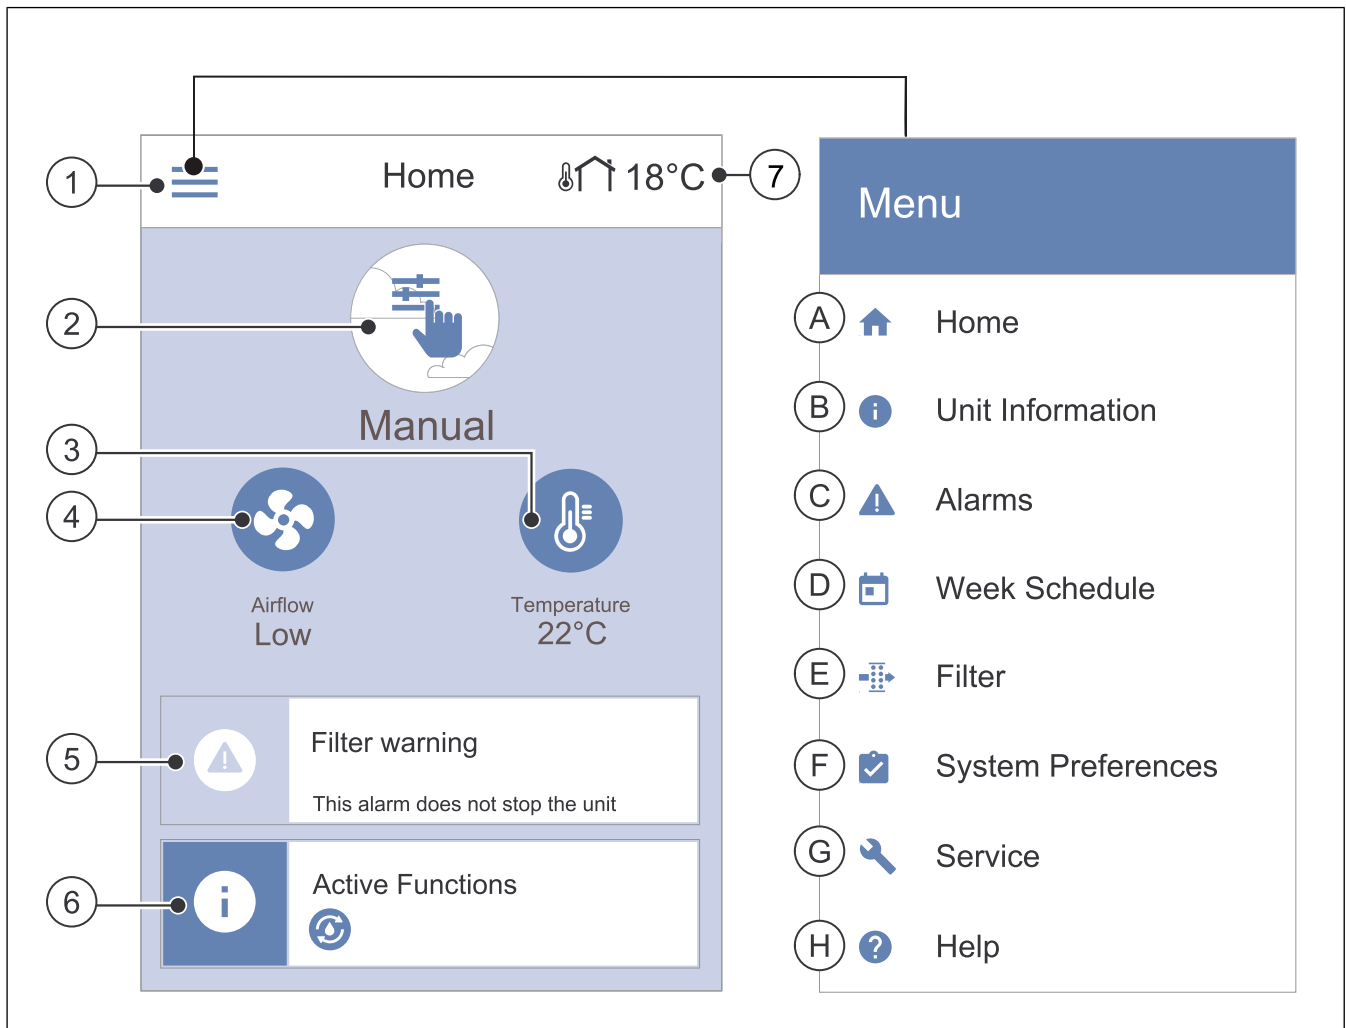 1
Home
18°C
7
2
Manual
3
4
Airflow
Low
Temperature
22°C
5
Filter warning
This alarm does not stop the unit
6
Active Functions
Menu
A
Home
B
Unit Information
C
Alarms
D
Week Schedule
E
Filter
F
System Preferences
G
Service
H
Help